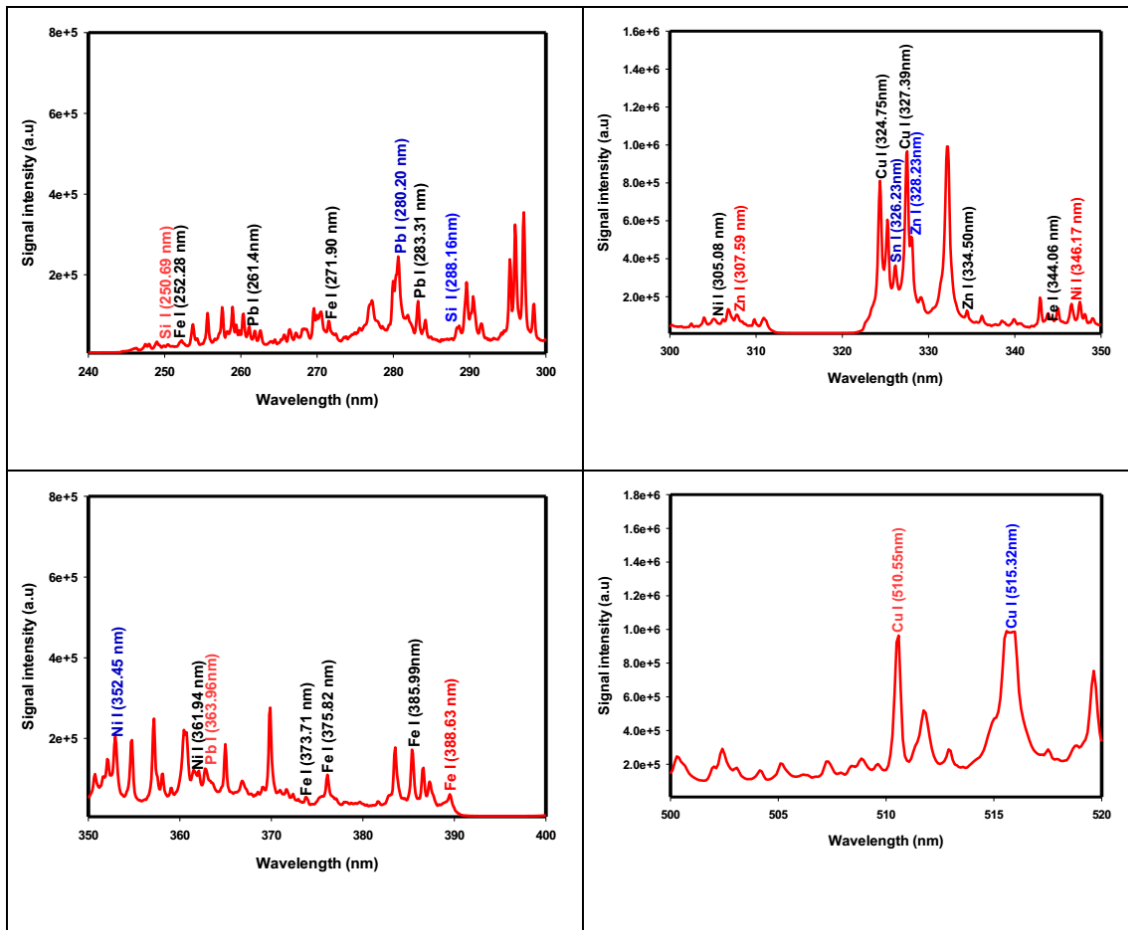 8e+5
6e+5
4e+5
2e+5
Signal intensity (a.u)
Si I (250.69 nm)
Fe I (252.28 nm)
Pb I (261.4nm)
Fe I (271.90 nm)
Pb I (280.20 nm)
Pb I (283.31 nm)
Si I (288.16nm)
240 250 260 270 280 290 300
Wavelength (nm)
1.6e+6
1.4e+6
1.2e+6
1.0e+6
8.0e+5
6.0e+5
4.0e+5
2.0e+5
Signal intensity (a.u)
Ni I (305.08 nm)
Zn I (307.59 nm)
Cu I (324.75nm)
Sn I (326.23nm)
Cu I (327.39 nm)
Zn I (328.23nm)
Zn I (334.50nm)
Fe I (344.06 nm)
Ni I (346.17 nm)
300 310 320 330 340 350
Wavelength (nm)
8e+5
6e+5
4e+5
2e+5
Signal intensity (a.u)
Ni I (352.45 nm)
Ni I (361.94 nm)
Pb I (363.96nm)
Fe I (373.71 nm)
Fe I (375.82 nm)
Fe I (385.99nm)
Fe I (388.63 nm)
350 360 370 380 390 400
Wavelength (nm)
1.8e+6
1.6e+6
1.4e+6
1.2e+6
1.0e+6
8.0e+5
6.0e+5
4.0e+5
2.0e+5
Signal intensity (a.u)
Cu I (510.55nm)
Cu I (515.32nm)
500 505 510 515 520
Wavelength (nm)